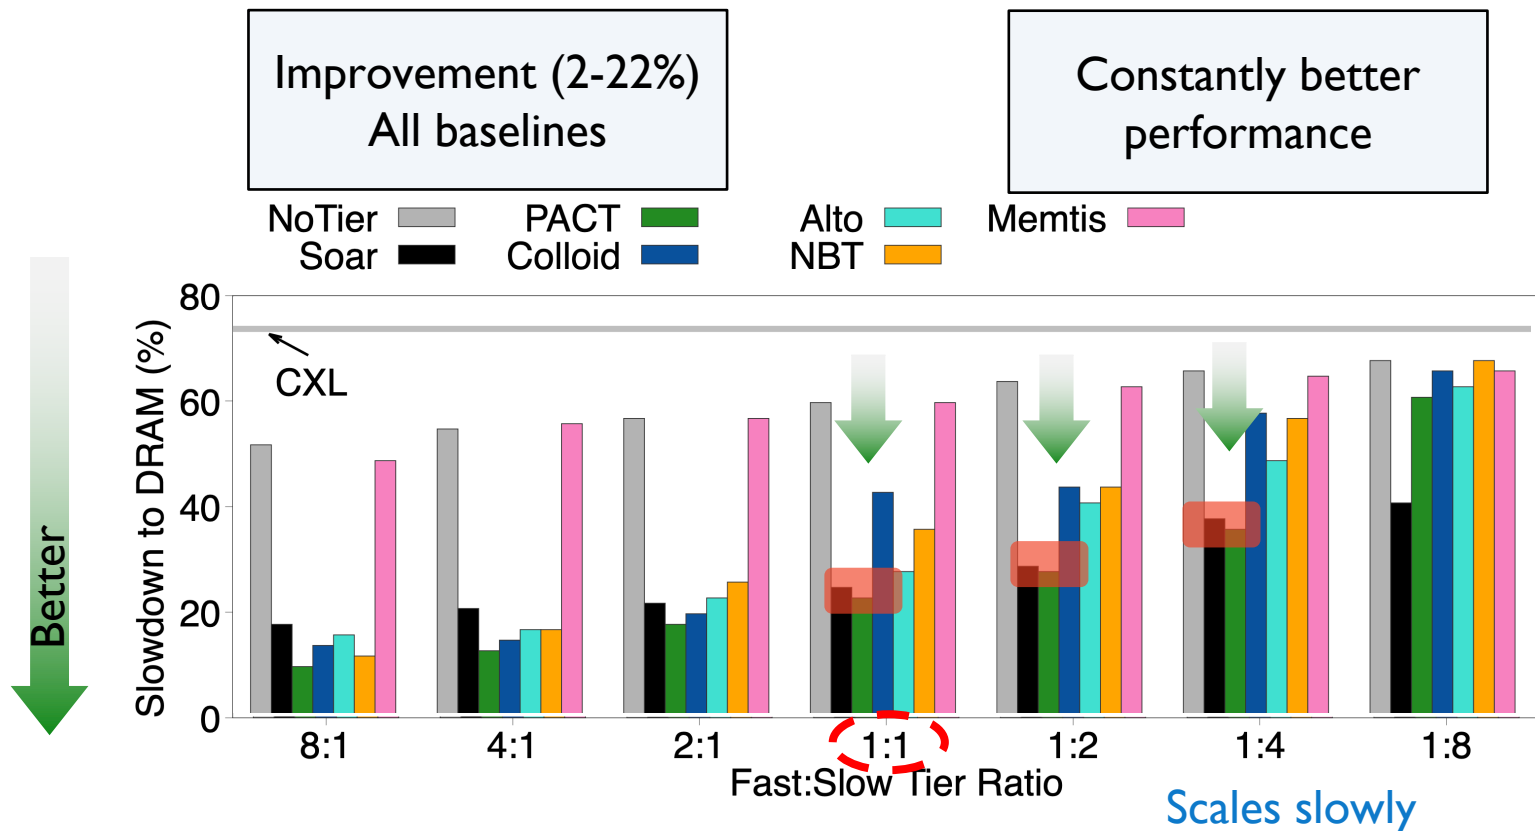 Improvement (2-22%)
All baselines
Constantly better
performance
NoTier
PACT
Alto
Memtis
Soar
Colloid
NBT
Better
Slowdown to DRAM (%)
80
60
40
20
0
CXL
8:1
4:1
2:1
1:1
1:2
1:4
1:8
Fast:Slow Tier Ratio
Scales slowly